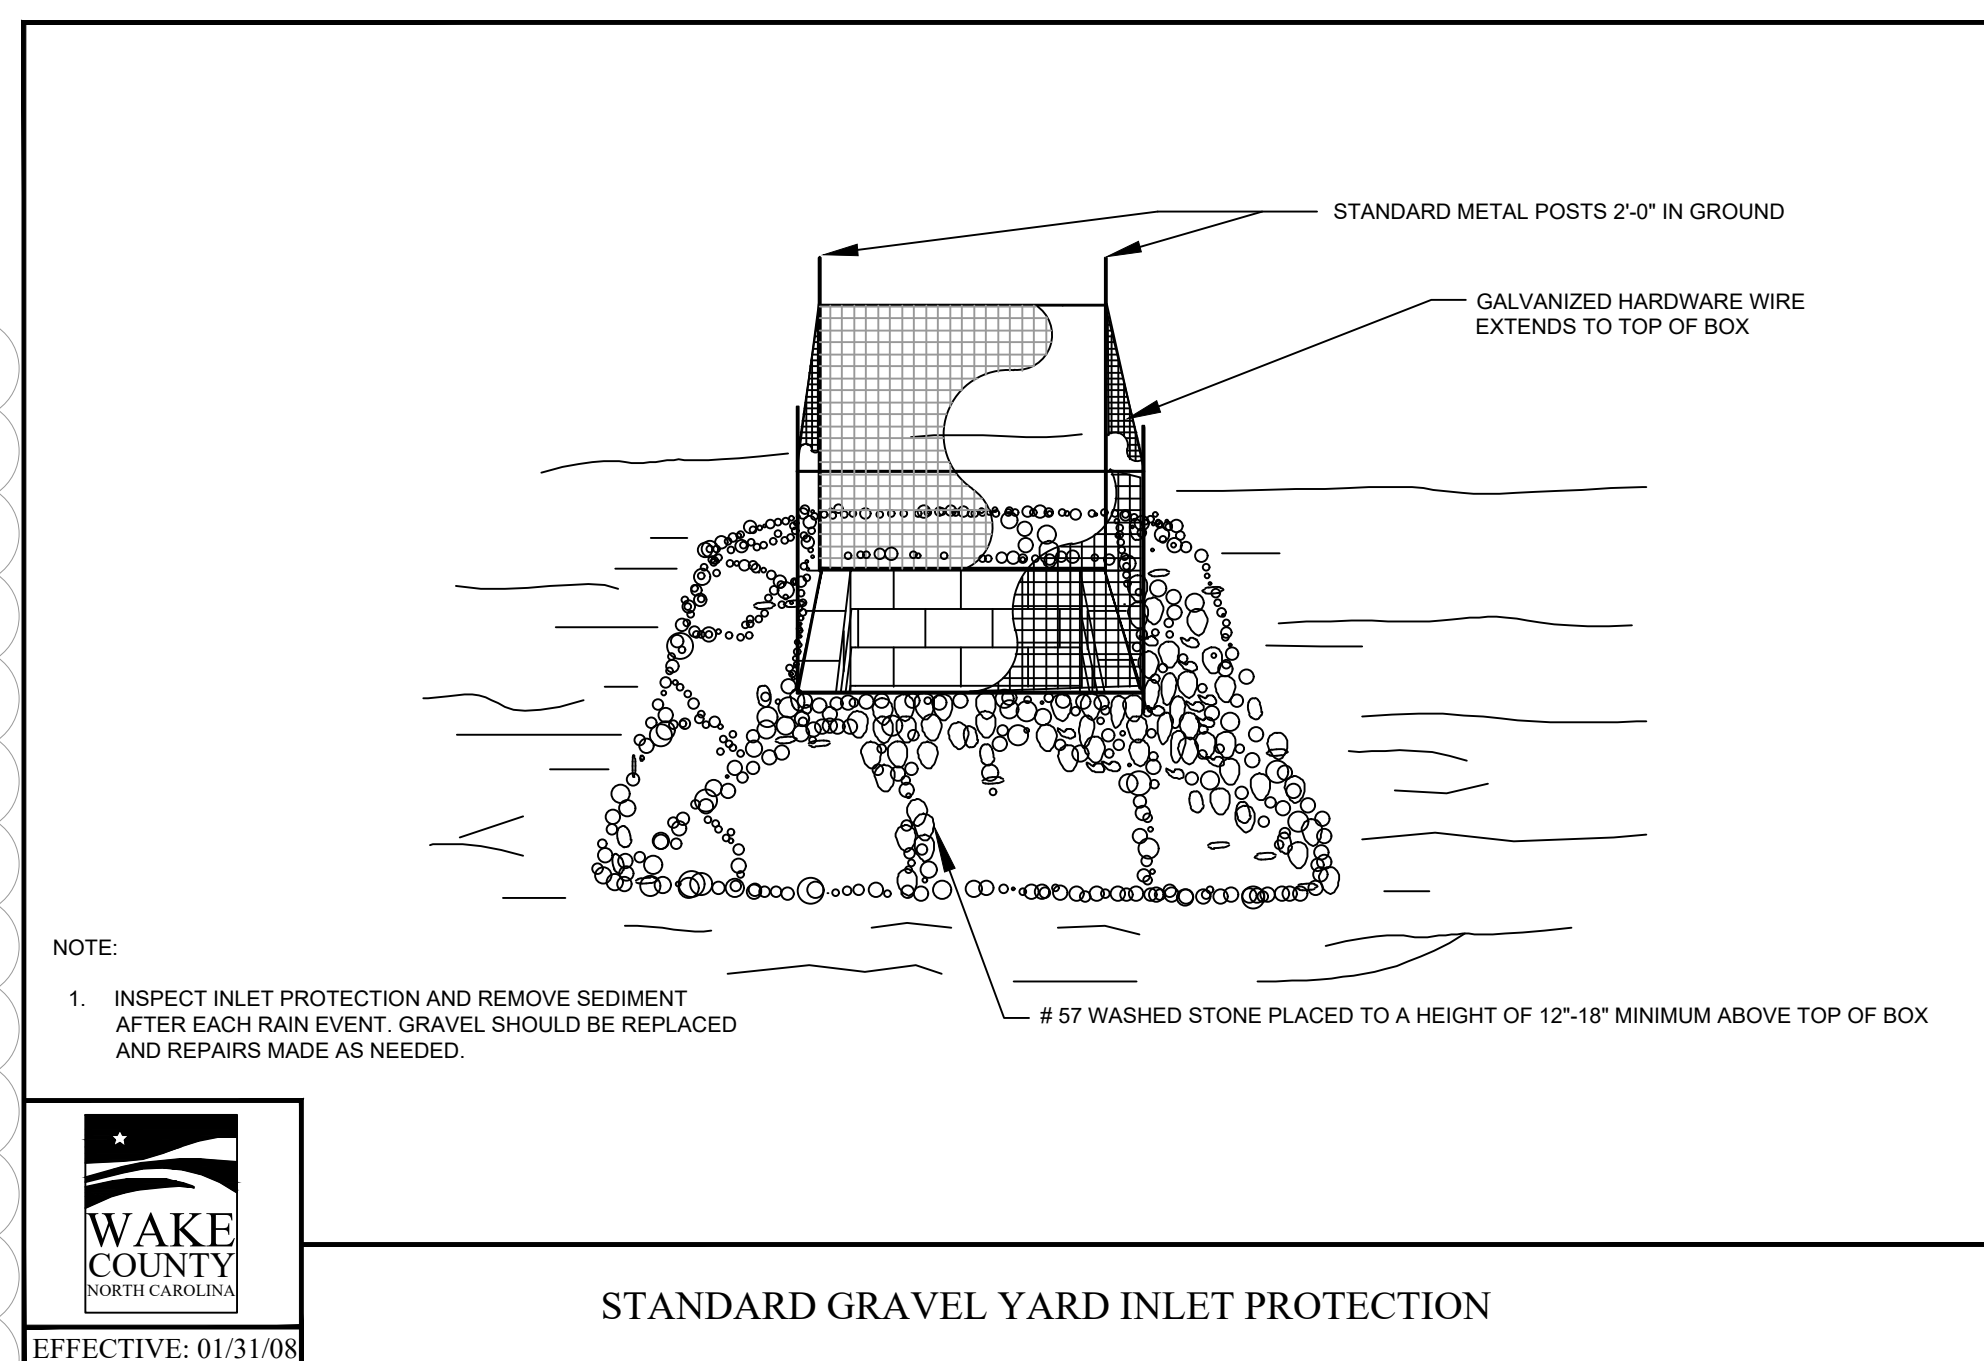 STANDARD METAL POSTS 2'-0" IN GROUND
GALVANIZED HARDWARE WIRE
EXTENDS TO TOP OF BOX
NOTE:
1. INSPECT INLET PROTECTION AND REMOVE SEDIMENT
AFTER EACH RAIN EVENT. GRAVEL SHOULD BE REPLACED
AND REPAIRS MADE AS NEEDED.
# 57 WASHED STONE PLACED TO A HEIGHT OF 12"-18" MINIMUM ABOVE TOP OF BOX
WAKE
COUNTY
NORTH CAROLINA
STANDARD GRAVEL YARD INLET PROTECTION
EFFECTIVE: 01/31/08